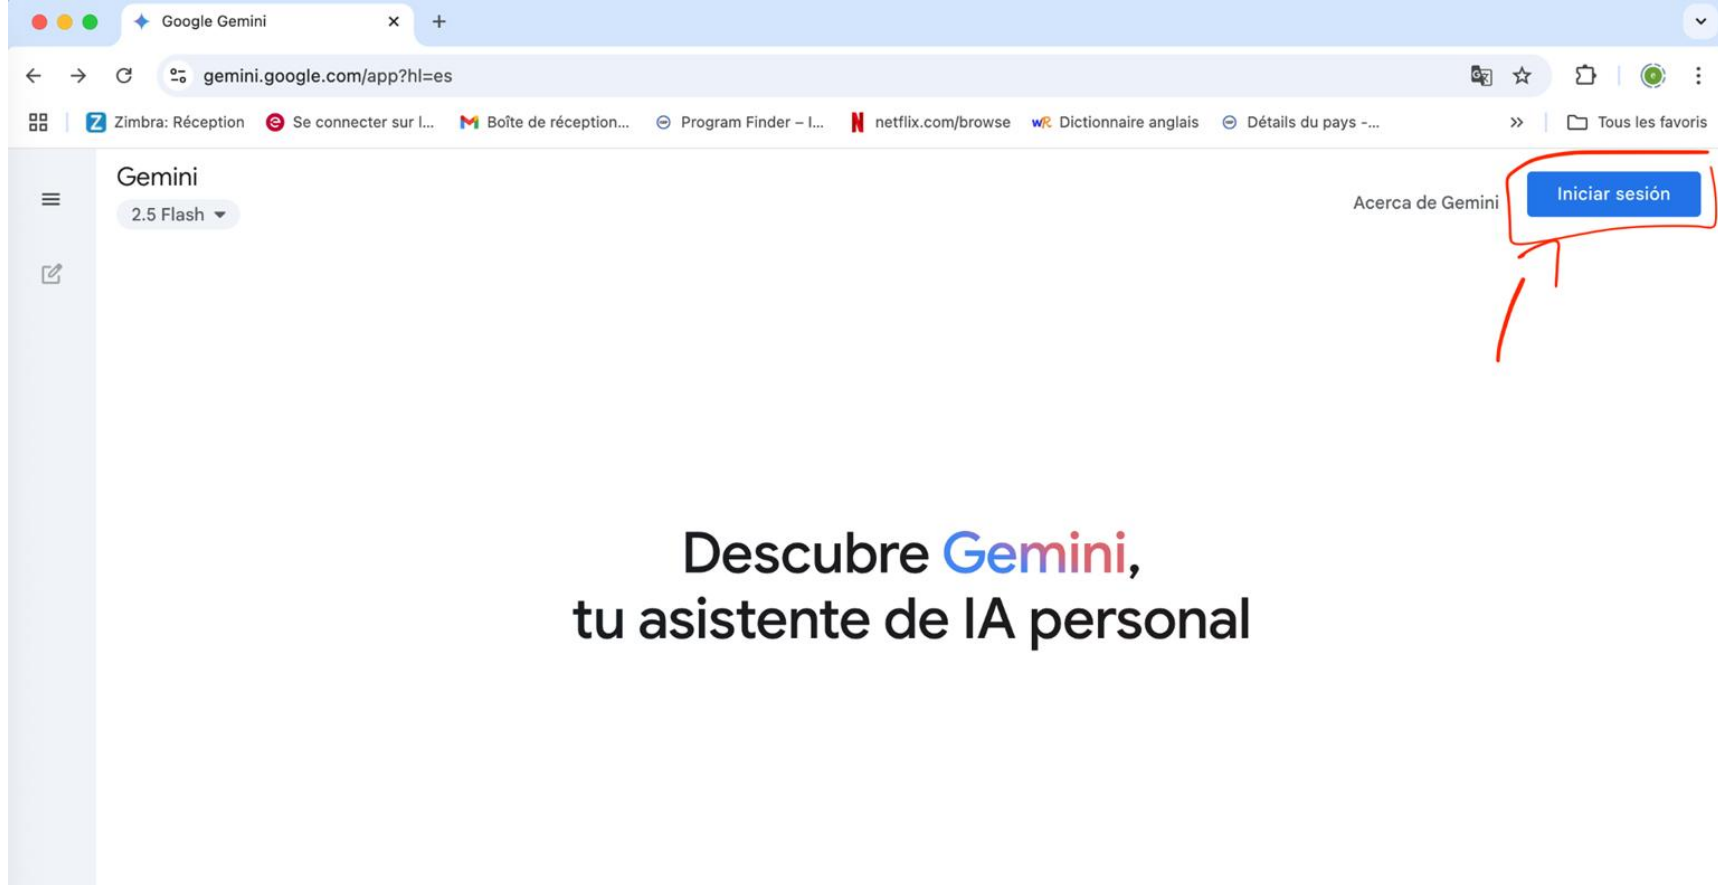 Google Gemini
gemini.google.com/app?hl=es
Zimbra: Réception Se connecter sur l... Boîte de réception... Program Finder – I... netflix.com/browse Dictionnaire anglais Détails du pays -... Tous les favoris
Gemini
2.5 Flash
Acerca de Gemini
Iniciar sesión
Descubre Gemini,
tu asistente de IA personal